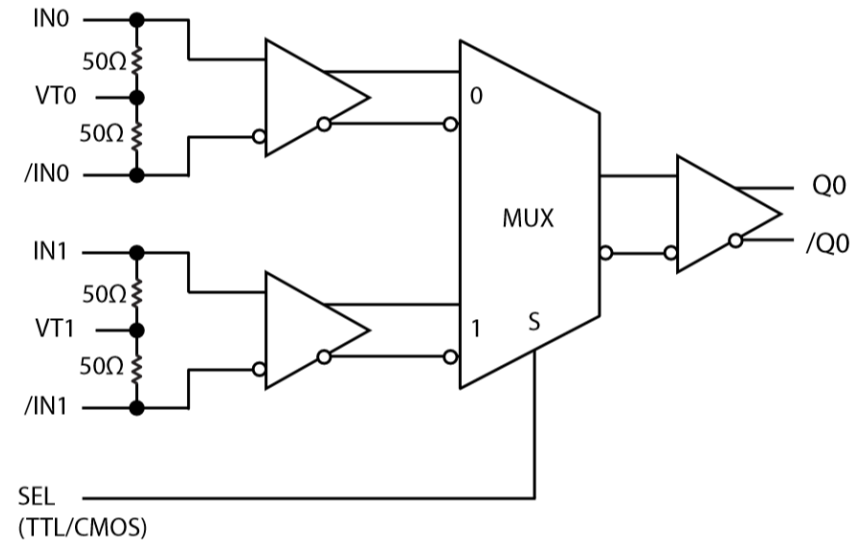 IN0
50Ω
VT0
50Ω
/IN0
0
MUX
Q0
/Q0
IN1
50Ω
VT1
50Ω
/IN1
1
S
SEL
(TTL/CMOS)